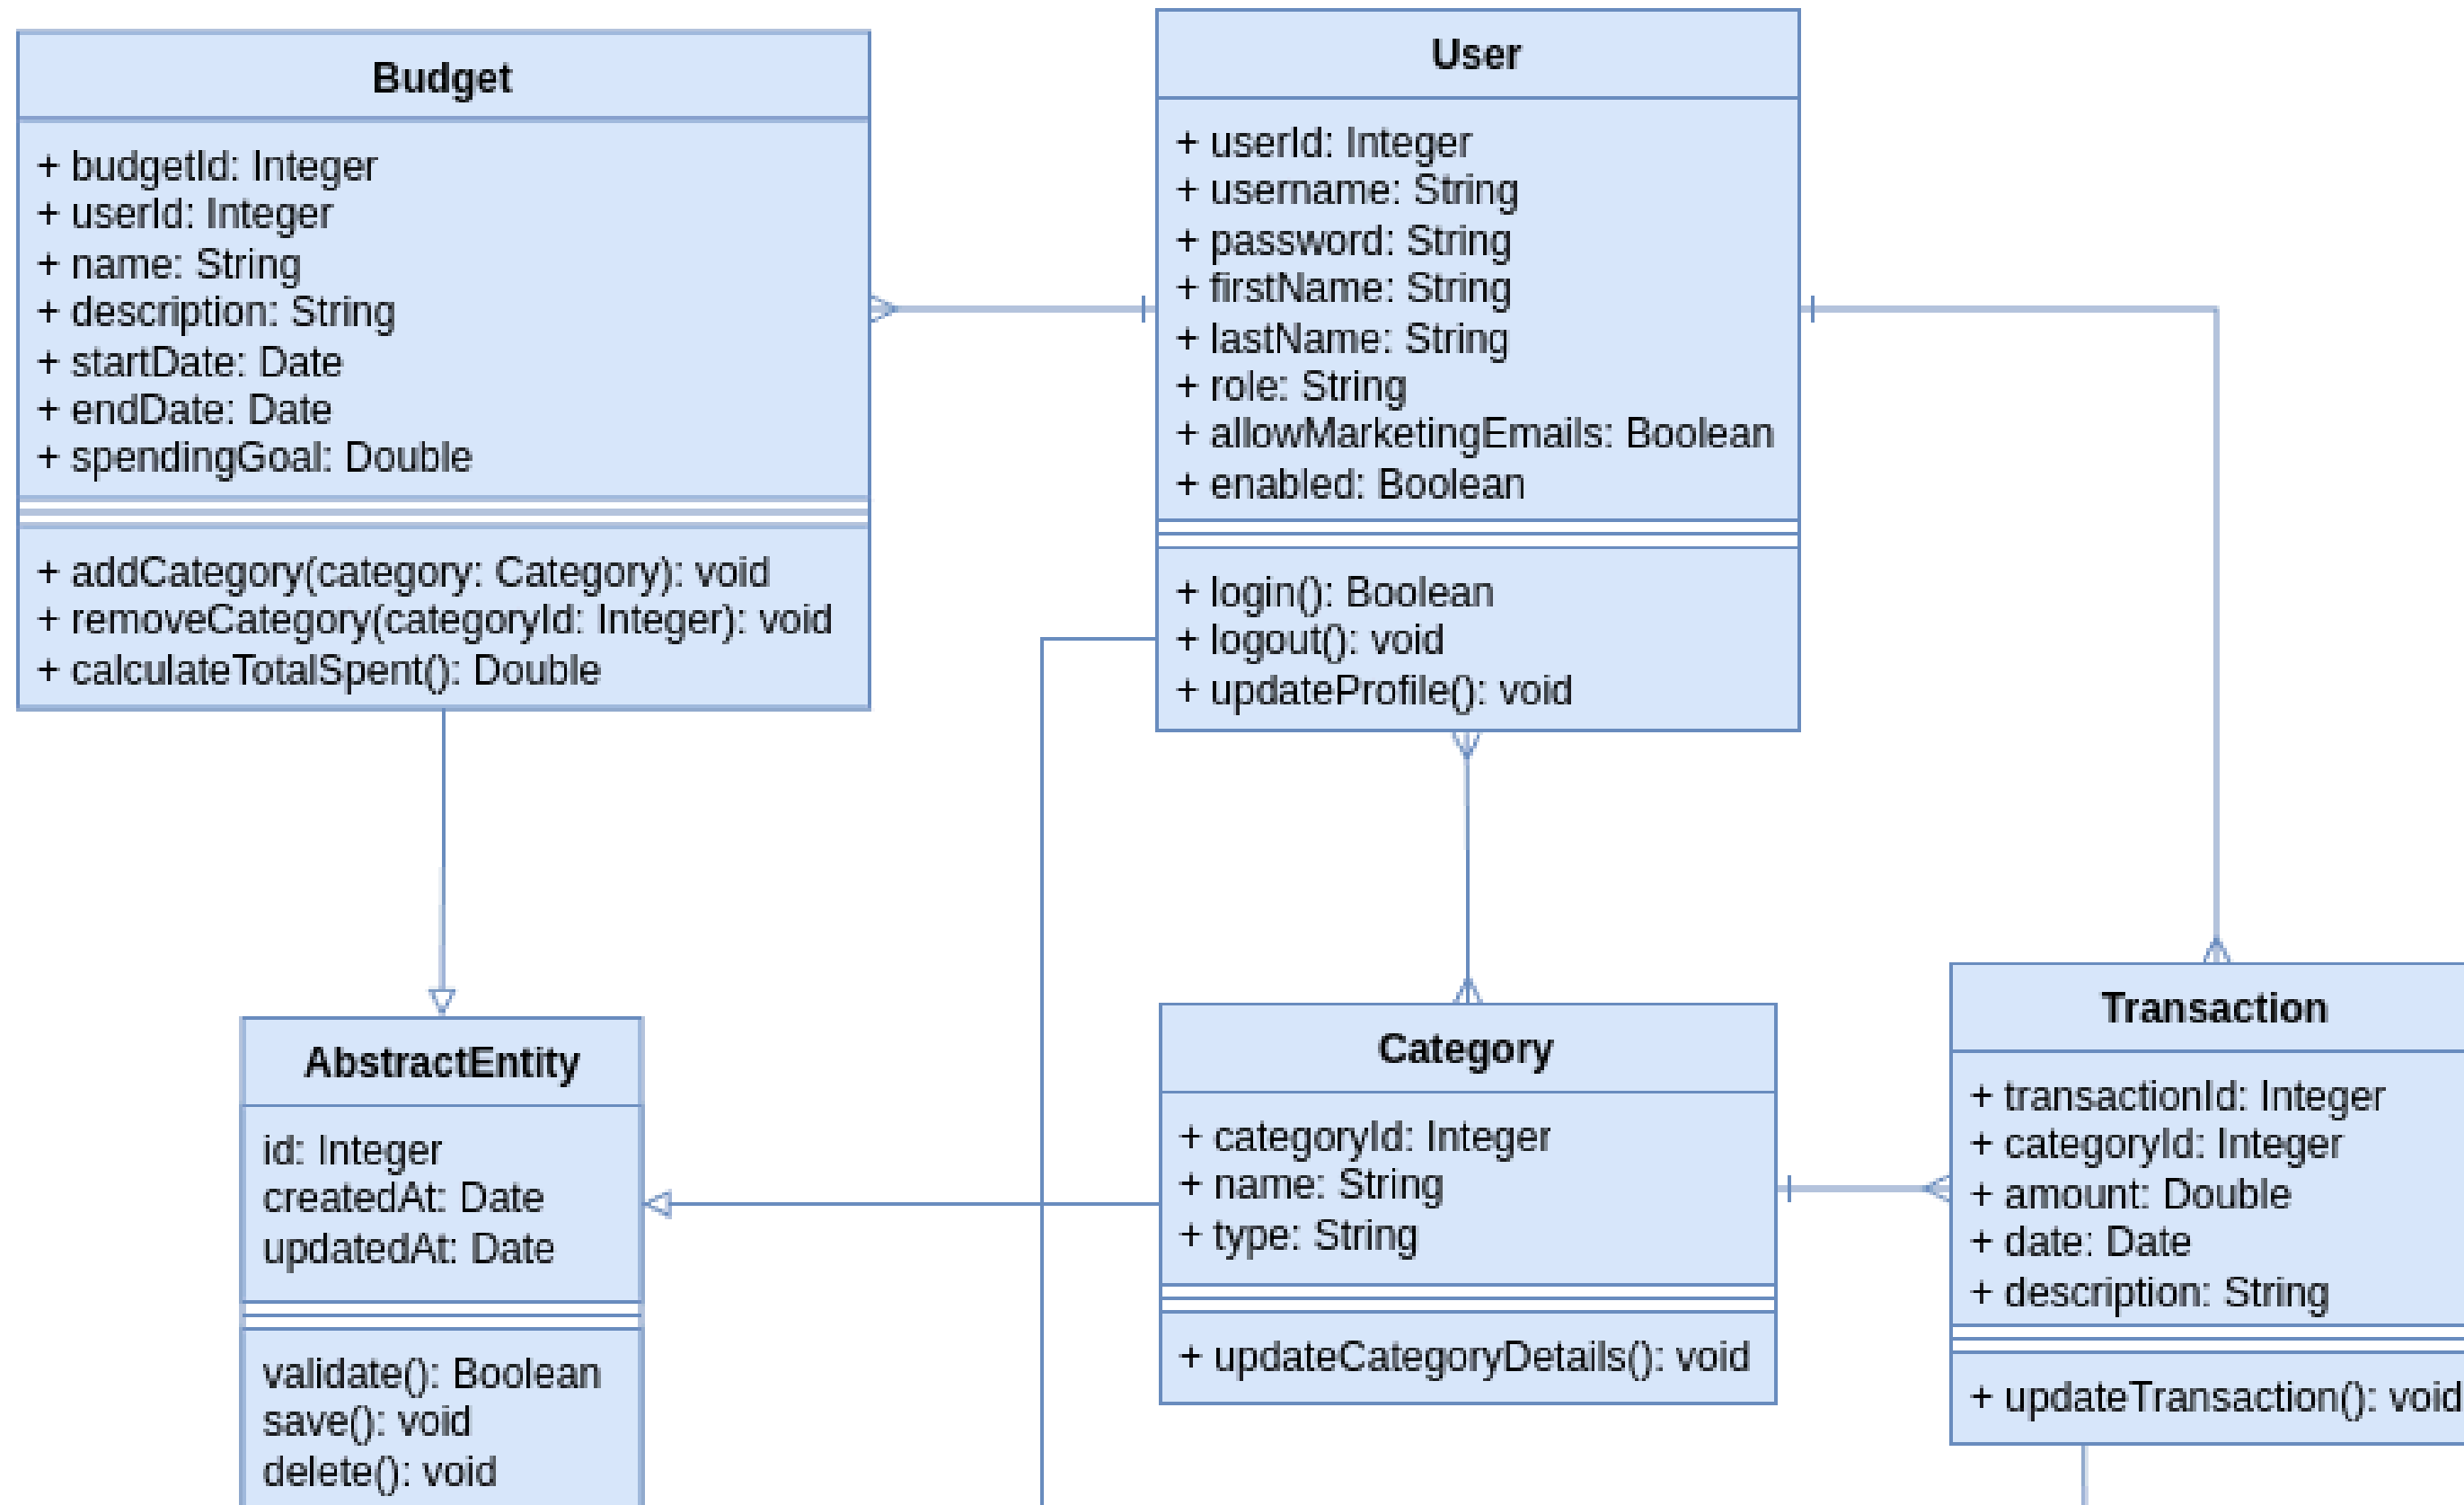 Budget
+ budgetId: Integer
+ userId: Integer
+ name: String
+ description: String
+ startDate: Date
+ endDate: Date
+ spendingGoal: Double
+ addCategory(category: Category): void
+ removeCategory(categoryId: Integer): void
+ calculateTotalSpent(): Double
User
+ userId: Integer
+ username: String
+ password: String
+ firstName: String
+ lastName: String
+ role: String
+ allowMarketingEmails: Boolean
+ enabled: Boolean
+ login(): Boolean
+ logout(): void
+ updateProfile(): void
AbstractEntity
id: Integer
createdAt: Date
updatedAt: Date
validate(): Boolean
save(): void
delete(): void
Category
+ categoryId: Integer
+ name: String
+ type: String
+ updateCategoryDetails(): void
Transaction
+ transactionId: Integer
+ categoryId: Integer
+ amount: Double
+ date: Date
+ description: String
+ updateTransaction(): void